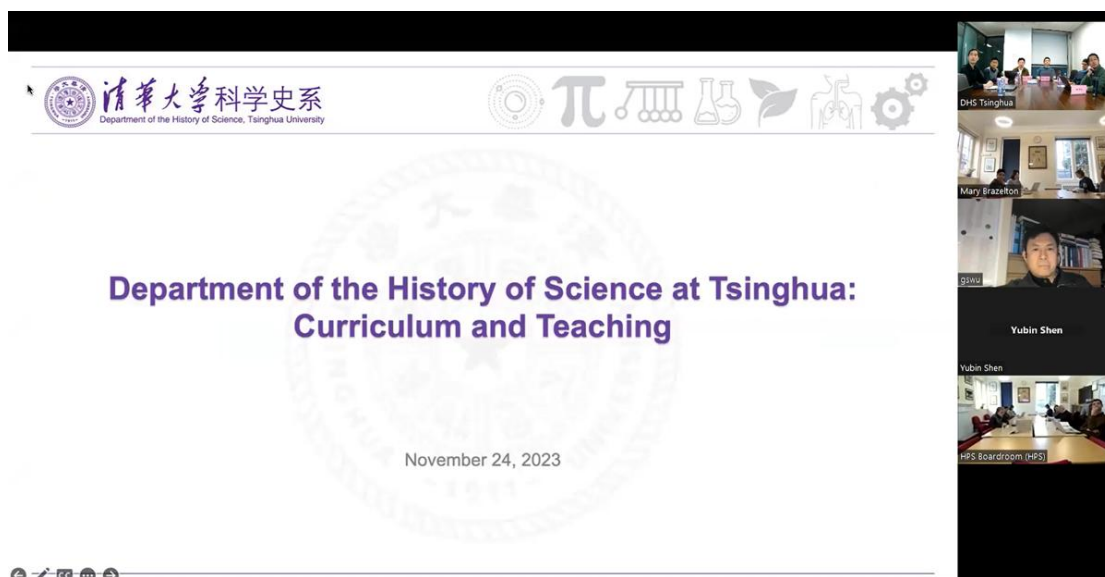 清华大学科学史系
Department of the History of Science, Tsinghua University
π
Department of the History of Science at Tsinghua:
Curriculum and Teaching
November 24, 2023
- 1911 -
DHS Tsinghua
Mary Brazelton
gswu
Yubin Shen
Yubin Shen
HPS Boardroom (HPS)